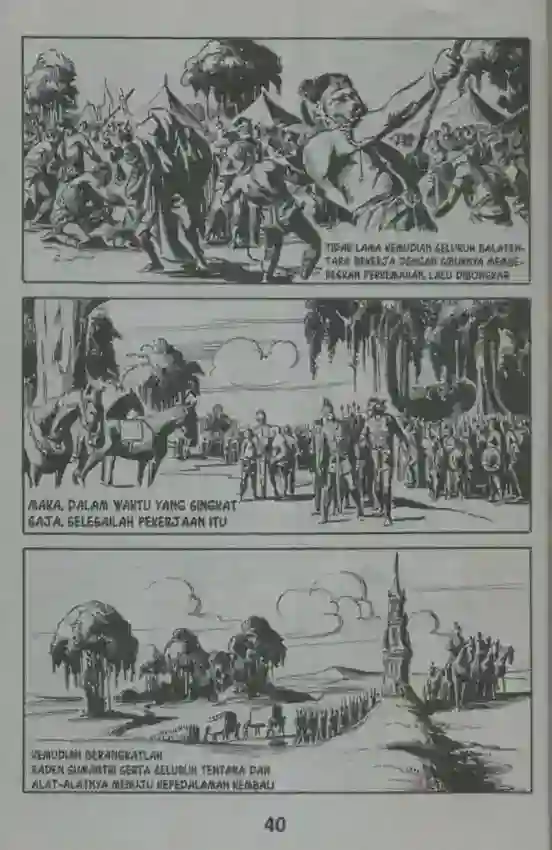 TIDAK LAMA KEMUDIAN SELURUH BALATEN-
TARA BEKERJA DENGAN SIBUKNYA MEMBE-
RESKAN PERKEMAHAN, LALU DIBONGKAR
MAKA, DALAM WAKTU YANG SINGKAT
SAJA, SELESAILAH PEKERJAAN ITU
KEMUDIAN BERANGKATLAH
RADEN SUMANTRI SERTA SELURUH TENTARA DAN
ALAT-ALATNYA MENUJU KEPEDALAMAN KEMBALI
40